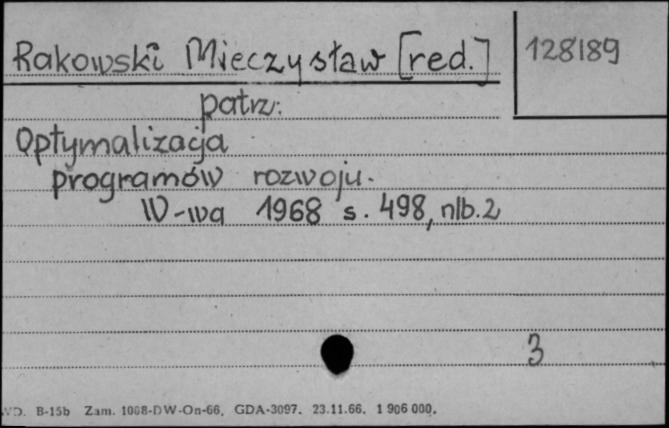 Rakowski Mieczysław [red.]
128189
patrz:
Optymalizacja
programów rozwoju.
W-wa 1968 s. 498, nlb. 2
3
B-15b Zam. 1068-DW-On-66. GDA-3097. 23.11.66. 1 906 000.